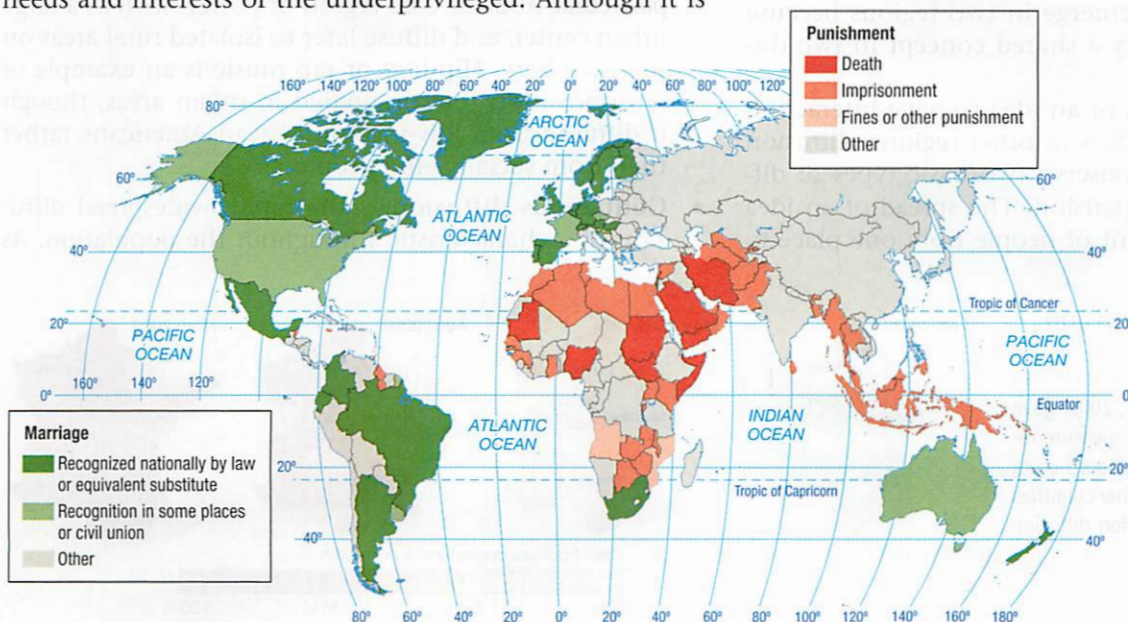 needs and interests of the underprivileged. Although it is
Punishment
Death
Imprisonment
Fines or other punishment
Other
160° 140° 120° 100° 80° 60° 40° 20° 0° 20° 40° 60° 80° 100° 120°
80°
ARCTIC
OCEAN
60°
60°
ATLANTIC
OCEAN
40°
40°
Tropic of Cancer
20°
20°
PACIFIC
OCEAN
PACIFIC
OCEAN
160° 140° 120°
0°
0°
Equator
ATLANTIC
OCEAN
INDIAN
OCEAN
Marriage
Recognized nationally by law
or equivalent substitute
Recognition in some places
or civil union
Other
20°
20°
Tropic of Capricorn
40°
40°
80° 60° 40° 20° 0° 20° 40° 60° 80° 100° 120° 140° 160° 180°